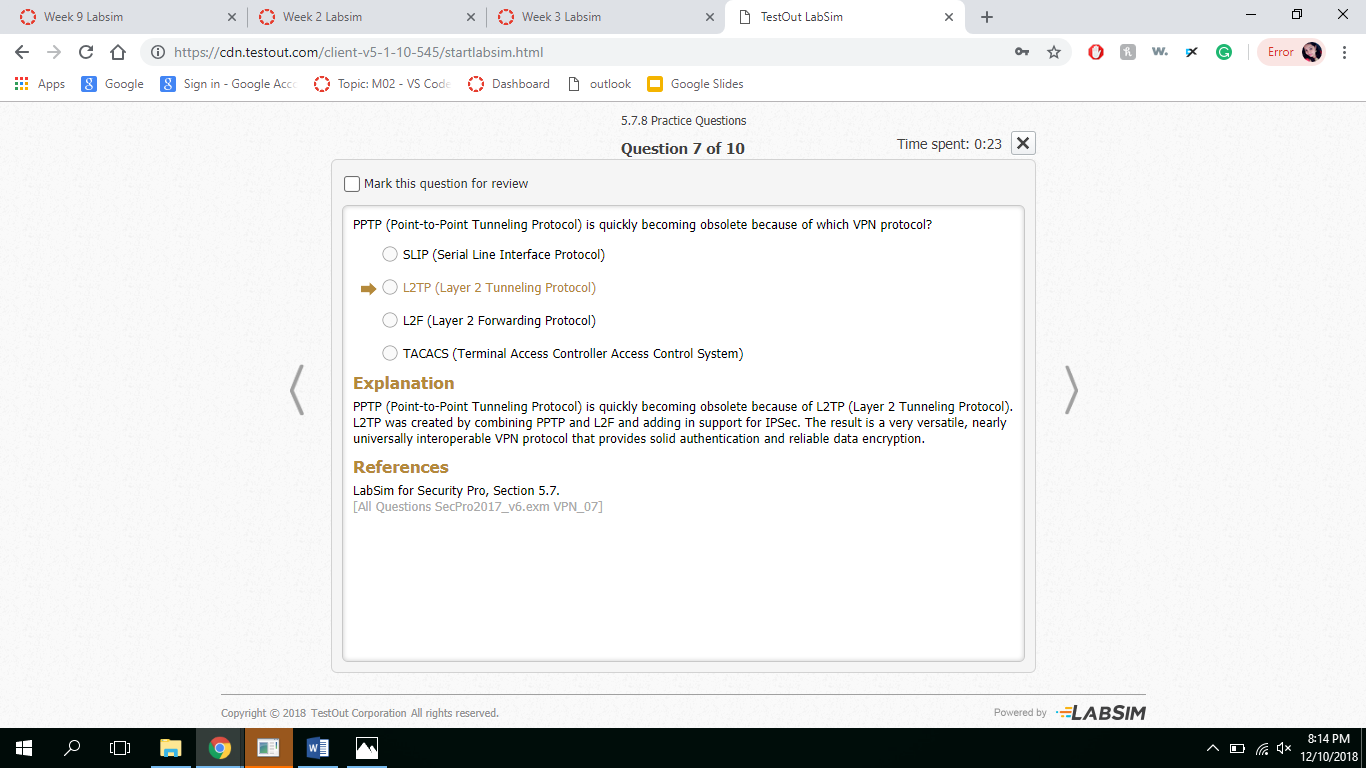 Week 9 Labsim
Week 2 Labsim
Week 3 Labsim
TestOut LabSim
https://cdn.testout.com/client-v5-1-10-545/startlabsim.html
Error
Apps
Google
Sign in - Google Acco
Topic: M02 - VS Code
Dashboard
outlook
Google Slides
5.7.8 Practice Questions
Question 7 of 10
Time spent: 0:23
Mark this question for review
PPTP (Point-to-Point Tunneling Protocol) is quickly becoming obsolete because of which VPN protocol?
SLIP (Serial Line Interface Protocol)
L2TP (Layer 2 Tunneling Protocol)
L2F (Layer 2 Forwarding Protocol)
TACACS (Terminal Access Controller Access Control System)
Explanation
PPTP (Point-to-Point Tunneling Protocol) is quickly becoming obsolete because of L2TP (Layer 2 Tunneling Protocol).
L2TP was created by combining PPTP and L2F and adding in support for IPSec. The result is a very versatile, nearly
universally interoperable VPN protocol that provides solid authentication and reliable data encryption.
References
LabSim for Security Pro, Section 5.7.
[All Questions SecPro2017_v6.exm VPN_07]
Copyright © 2018 TestOut Corporation All rights reserved.
Powered by LABSIM
8:14 PM
12/10/2018